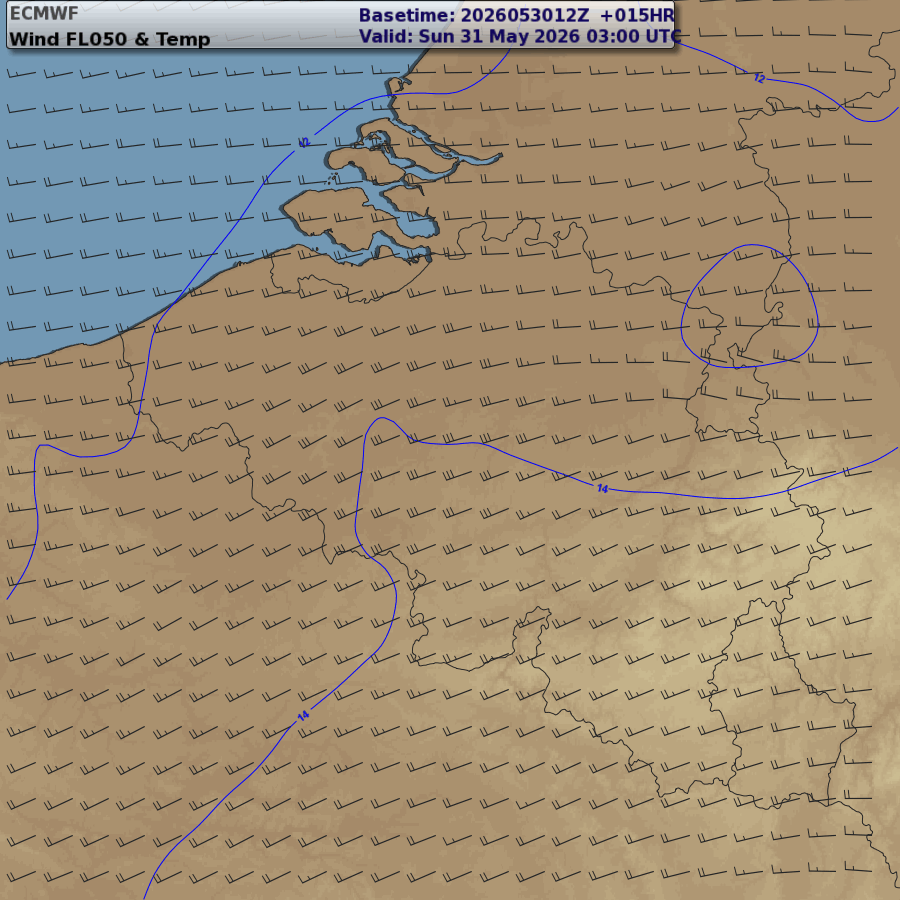 ECMWF
Basetime: 2026053012Z +015HR
Wind FL050 & Temp
Valid: Sun 31 May 2026 03:00 UTC
12
12
14
14